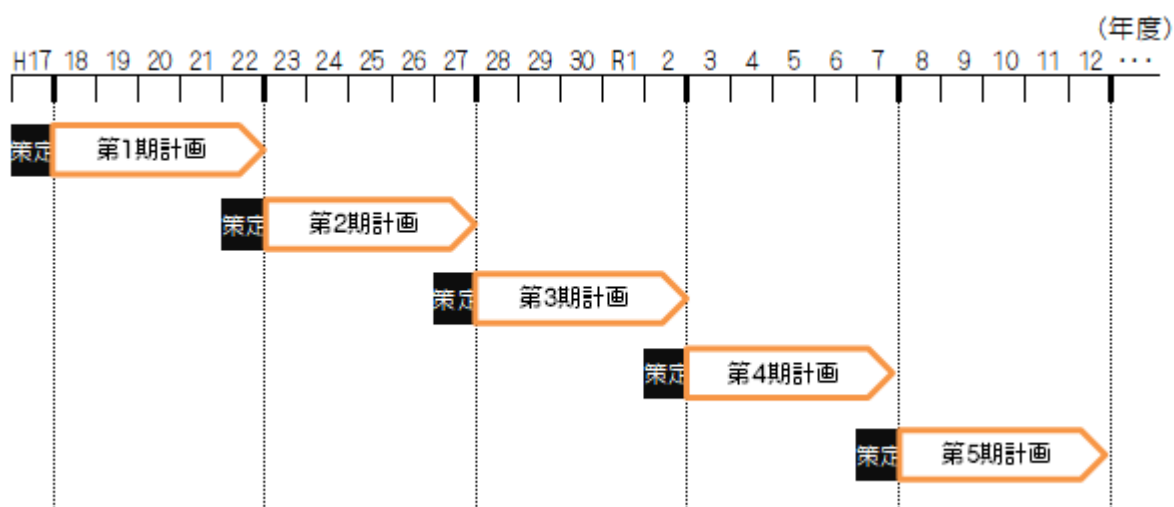 (年度)
H17 18 19 20 21 22 23 24 25 26 27 28 29 30 R1 2 3 4 5 6 7 8 9 10 11 12 ･･･
策定 第1期計画
策定 第2期計画
策定 第3期計画
策定 第4期計画
策定 第5期計画